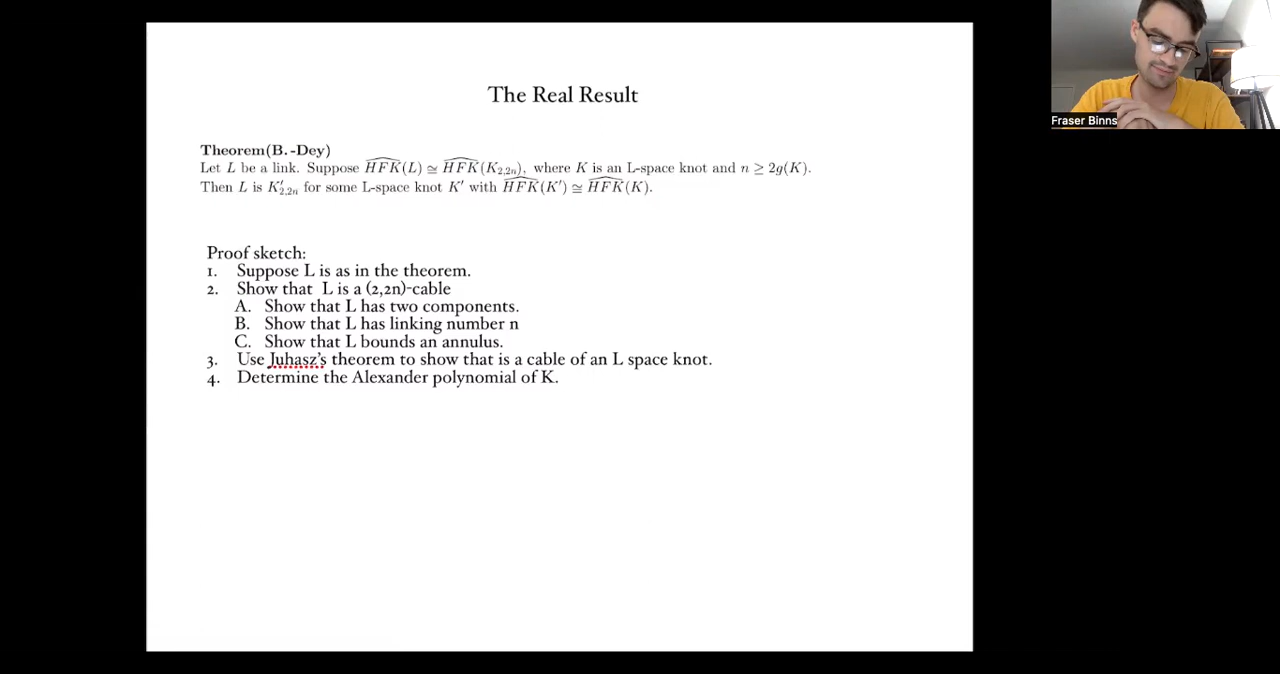 The Real Result
Fraser Binns
Theorem(B.-Dey)
Let L be a link. Suppose $\widehat{HFK}(L) \cong \widehat{HFK}(K_{2,2n})$, where K is an L-space knot and n ≥ 2g(K).
Then L is $K'_{2,2n}$ for some L-space knot K′ with $\widehat{HFK}(K') \cong \widehat{HFK}(K)$.
Proof sketch:
1. Suppose L is as in the theorem.
2. Show that L is a (2,2n)-cable
A. Show that L has two components.
B. Show that L has linking number n
C. Show that L bounds an annulus.
3. Use Juhasz's theorem to show that is a cable of an L space knot.
4. Determine the Alexander polynomial of K.